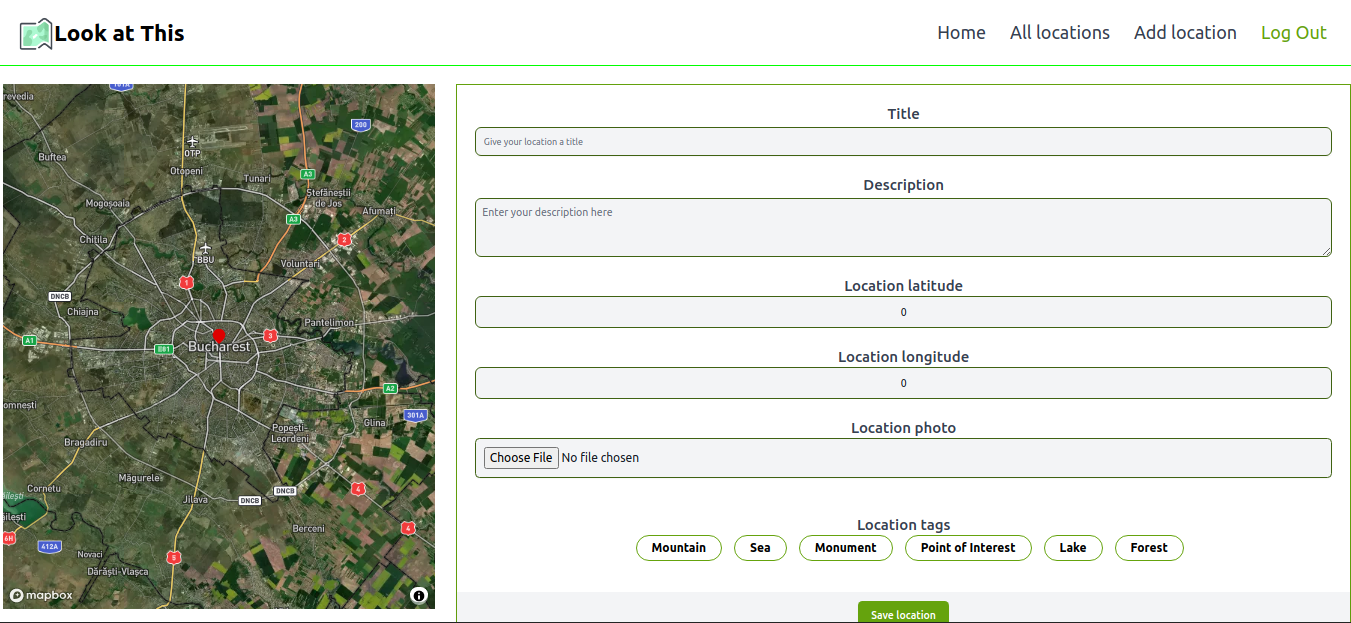 Look at This
Home
All locations
Add location
Log Out
101A
revedia
200
OTP
Buftea
Otopeni
A3
Tunari
Ștefăneștii
de Jos
Mogoșoaia
Afumați
A3
Chitila
2
BBU
Voluntari
1
DNCB
Chiajna
Pantelimon
3
A1
E81
Bucharest
A2
omnești
301A
Glina
Popești-
Leordeni
Bragadiru
Măgurele
Cornetu
DNCB
4
Jilava
DNCB
ăilești
ăilești
Berceni
4
6H
412A
Novaci
5
Dărăști-Vlașca
mapbox
Title
Give your location a title
Description
Enter your description here
Location latitude
0
Location longitude
0
Location photo
Choose File No file chosen
Location tags
Mountain
Sea
Monument
Point of Interest
Lake
Forest
Save location